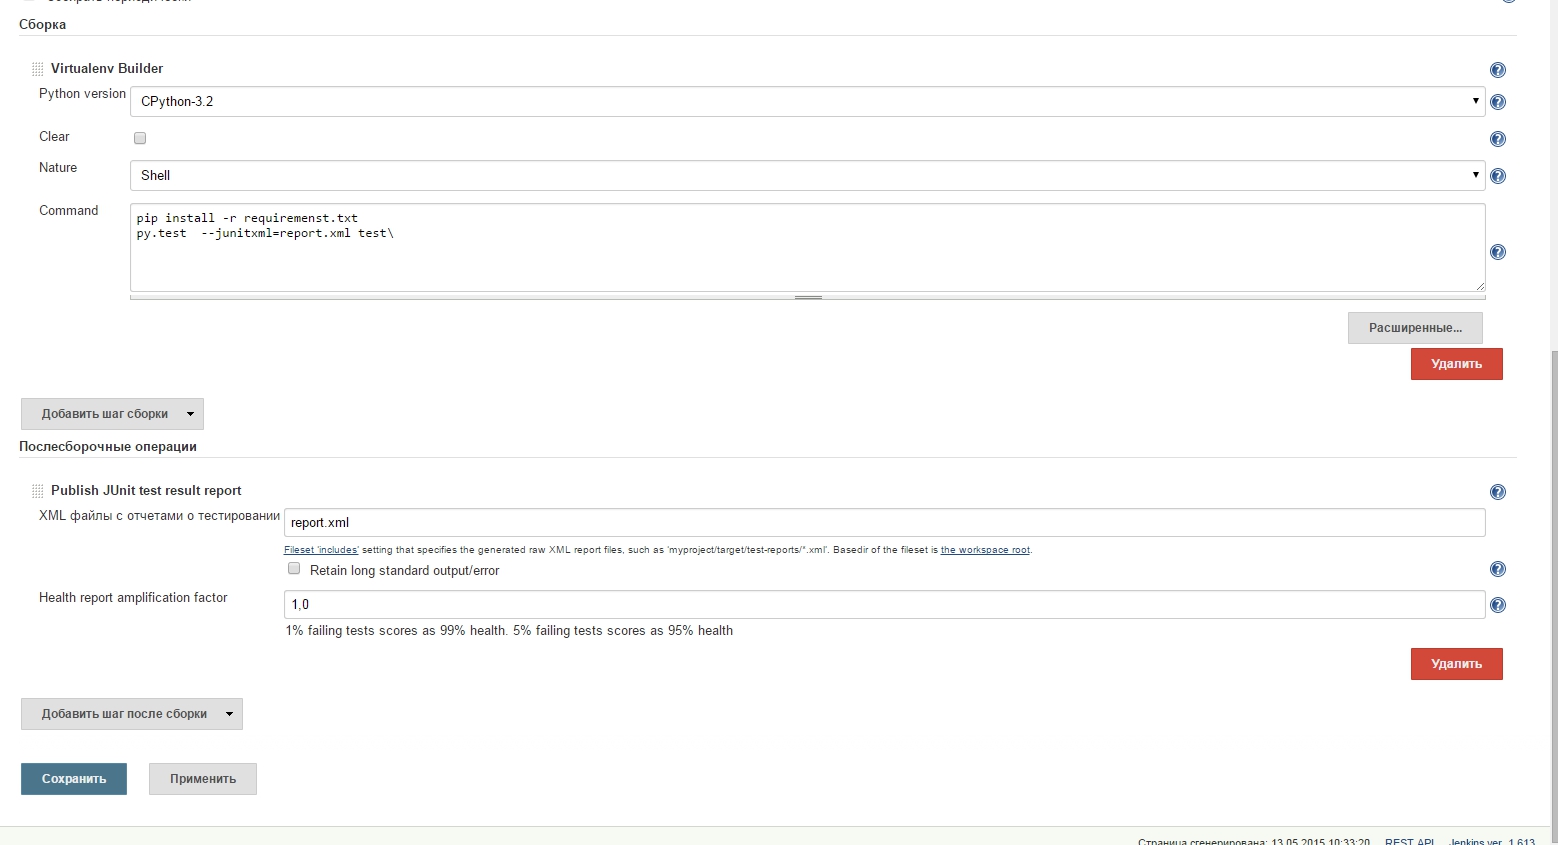 Собирать периодически
Сборка
Virtualenv Builder
Python version
CPython-3.2
Clear
Nature
Shell
Command
pip install -r requiremenst.txt
py.test  --junitxml=report.xml test\
Расширенные...
Удалить
Добавить шаг сборки
Послесборочные операции
Publish JUnit test result report
XML файлы с отчетами о тестировании
report.xml
Fileset 'includes' setting that specifies the generated raw XML report files, such as 'myproject/target/test-reports/*.xml'. Basedir of the fileset is the workspace root.
Retain long standard output/error
Health report amplification factor
1,0
1% failing tests scores as 99% health. 5% failing tests scores as 95% health
Удалить
Добавить шаг после сборки
Сохранить
Применить
Страница сгенерирована: 13.05.2015 10:33:20 REST API Jenkins ver. 1.613